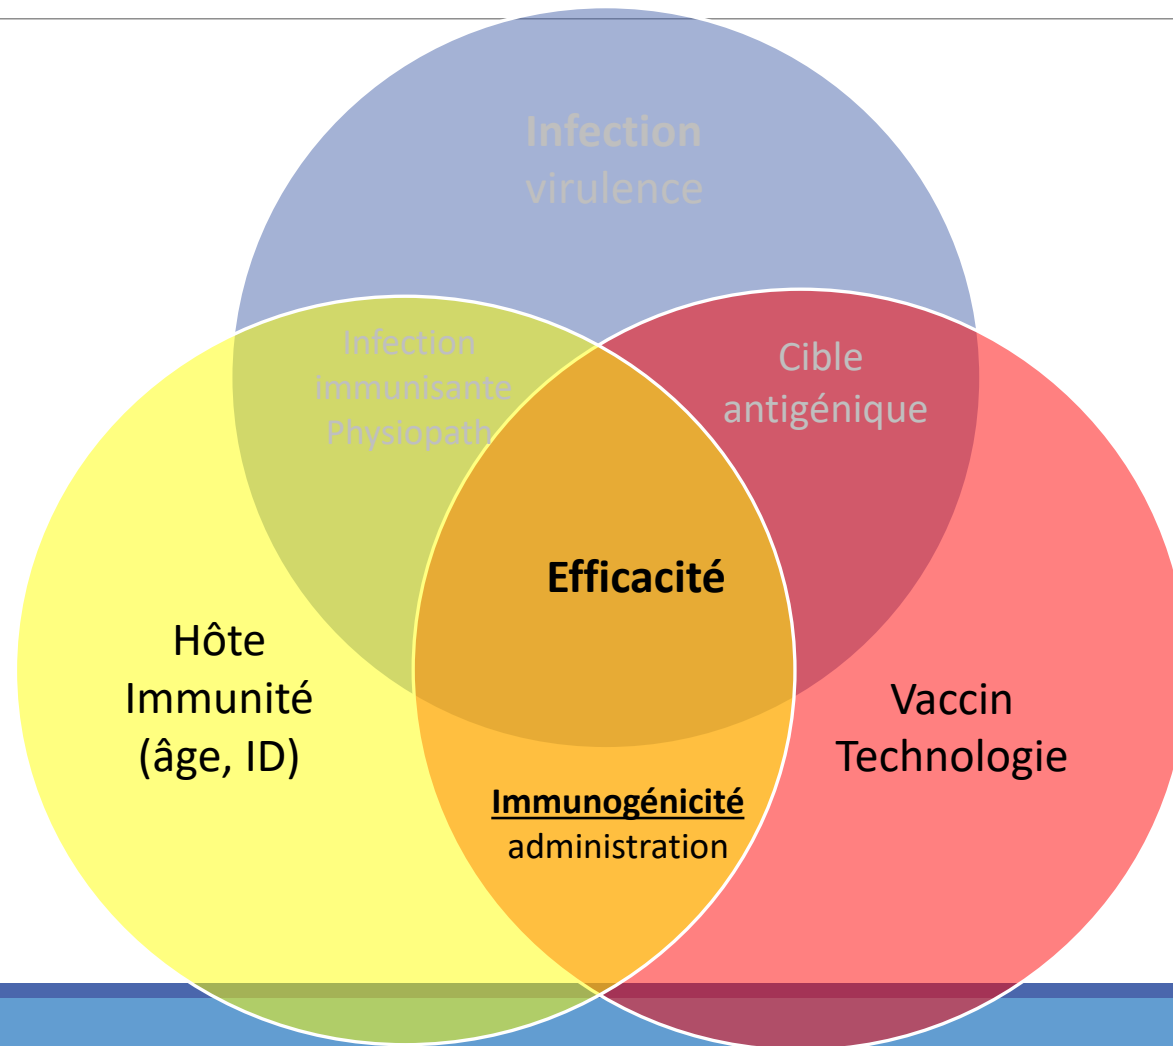 Infection
virulence
Infection
immunisante
Physiopath
Cible
antigénique
Efficacité
Hôte
Immunité
(âge, ID)
Vaccin
Technologie
Immunogénicité
administration